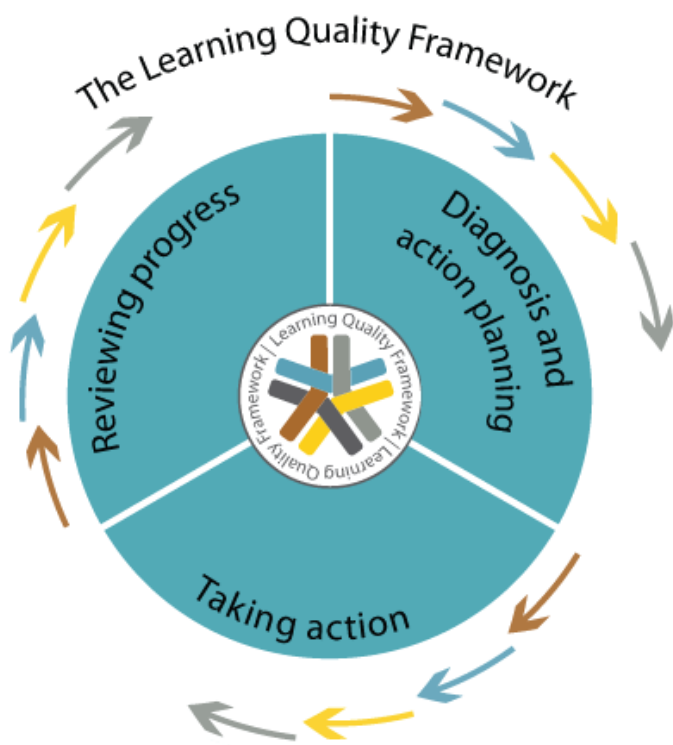 The Learning Quality Framework
Diagnosis and
action planning
Taking action
Reviewing progress
Learning Quality Framework | Learning Quality Framework |